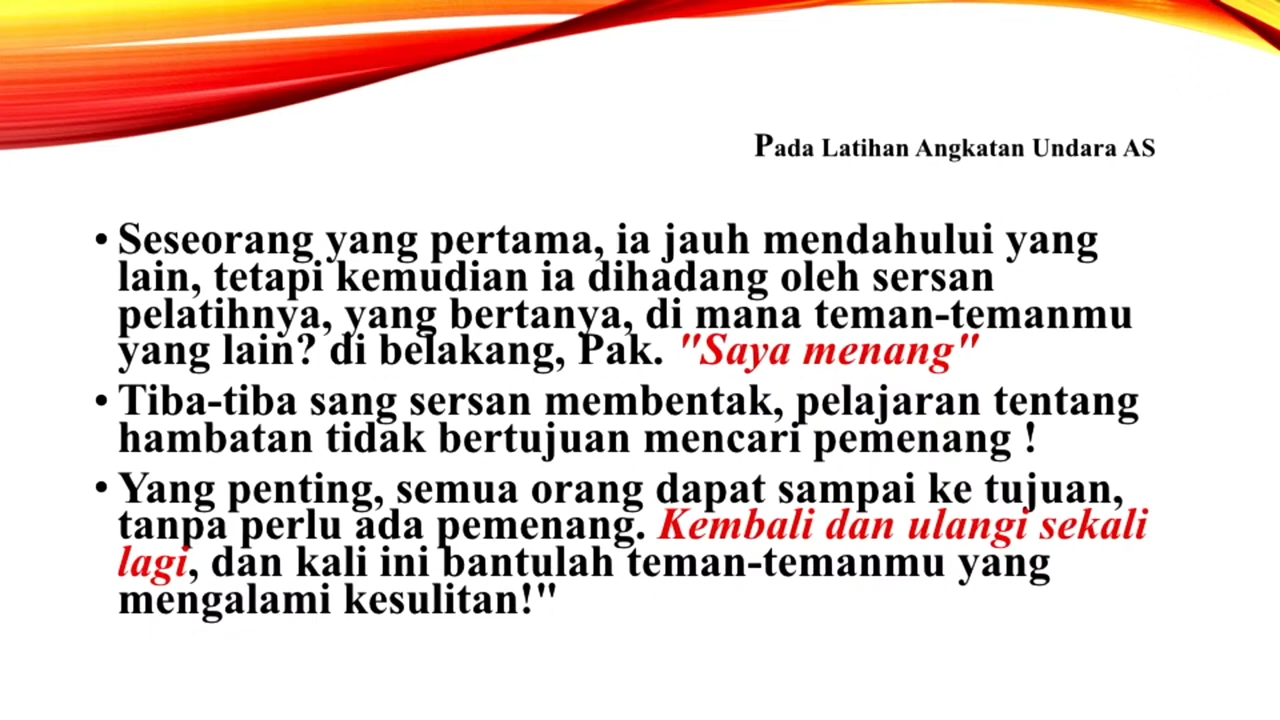 Pada Latihan Angkatan Undara AS
• Seseorang yang pertama, ia jauh mendahului yang
lain, tetapi kemudian ia dihadang oleh sersan
pelatihnya, yang bertanya, di mana teman-temanmu
yang lain? di belakang, Pak. "Saya menang"
• Tiba-tiba sang sersan membentak, pelajaran tentang
hambatan tidak bertujuan mencari pemenang !
• Yang penting, semua orang dapat sampai ke tujuan,
tanpa perlu ada pemenang. Kembali dan ulangi sekali
lagi, dan kali ini bantulah teman-temanmu yang
mengalami kesulitan!"